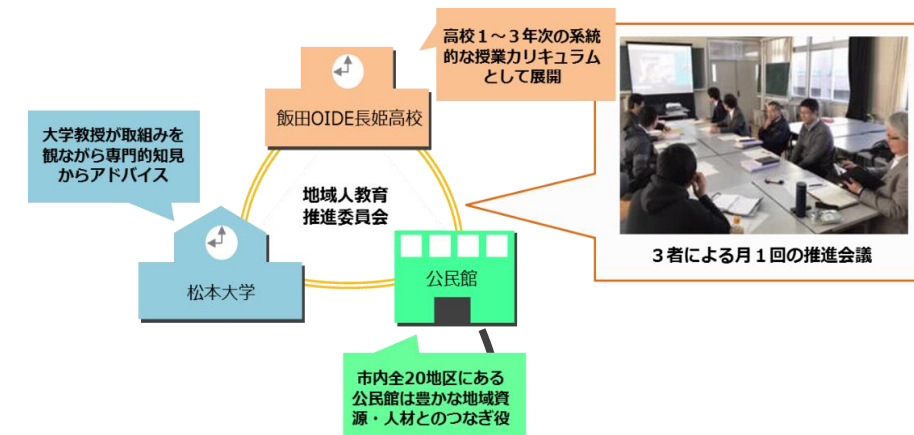 高校１～３年次の系統
的な授業カリキュラム
として展開
飯田OIDE長姫高校
大学教授が取組みを
観ながら専門的知見
からアドバイス
地域人教育
推進委員会
３者による月１回の推進会議
松本大学
公民館
市内全20地区にある
公民館は豊かな地域資
源・人材とのつなぎ役